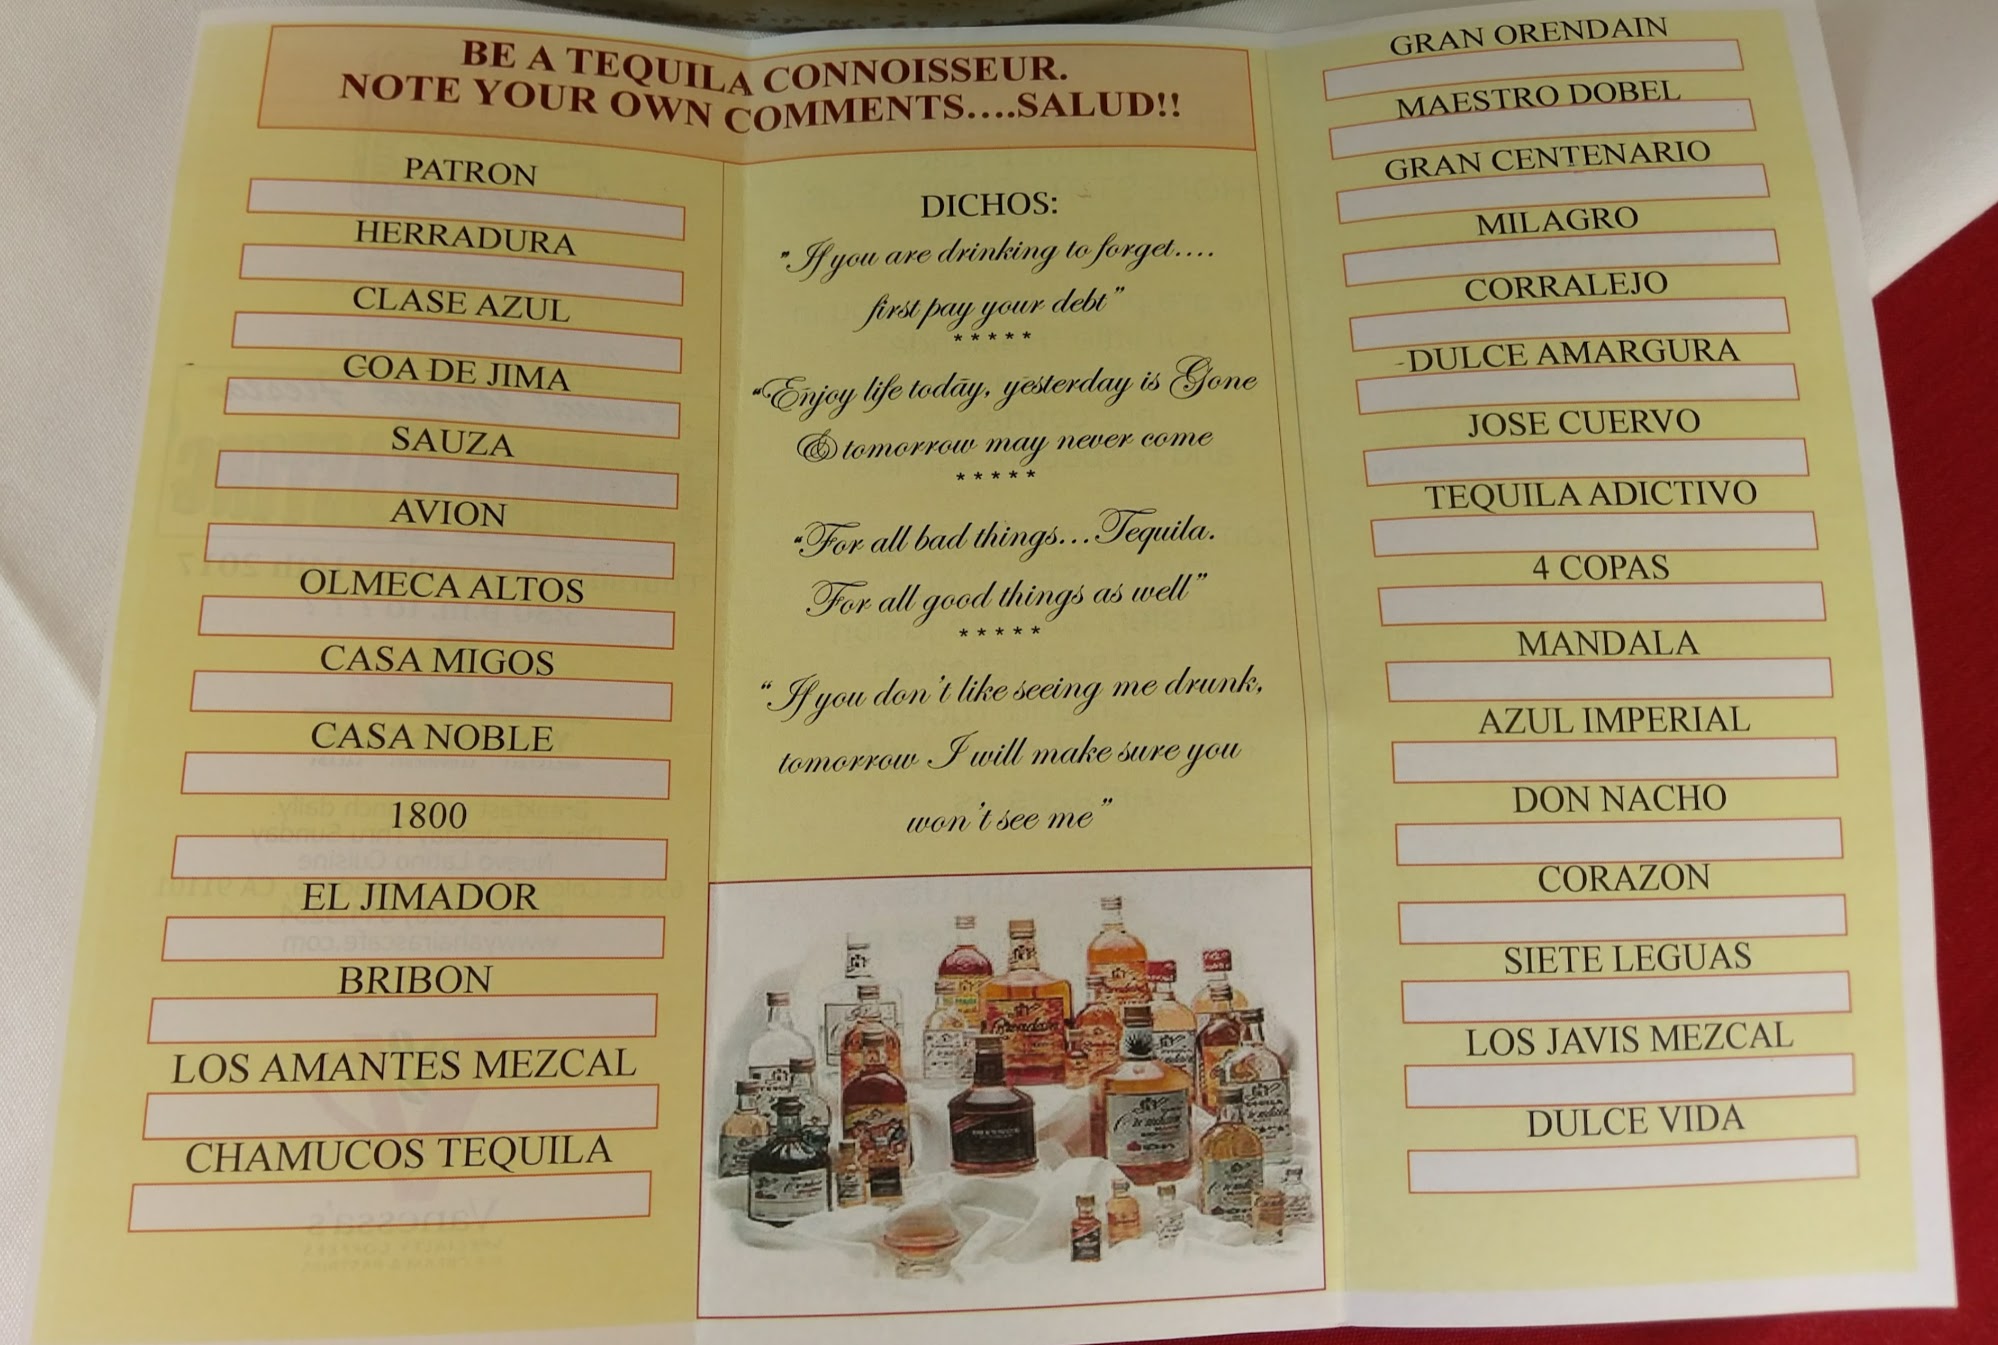 BE A TEQUILA CONNOISSEUR.
NOTE YOUR OWN COMMENTS....SALUD!!
PATRON
HERRADURA
CLASE AZUL
COA DE JIMA
SAUZA
AVION
OLMECA ALTOS
CASA MIGOS
CASA NOBLE
1800
EL JIMADOR
BRIBON
LOS AMANTES MEZCAL
CHAMUCOS TEQUILA
DICHOS:
"If you are drinking to forget....
first pay your debt"
*****
"Enjoy life today, yesterday is Gone
& tomorrow may never come
*****
"For all bad things...Tequila.
For all good things as well"
*****
"If you don't like seeing me drunk,
tomorrow I will make sure you
won't see me"
GRAN ORENDAIN
MAESTRO DOBEL
GRAN CENTENARIO
MILAGRO
CORRALEJO
DULCE AMARGURA
JOSE CUERVO
TEQUILA ADICTIVO
4 COPAS
MANDALA
AZUL IMPERIAL
DON NACHO
CORAZON
SIETE LEGUAS
LOS JAVIS MEZCAL
DULCE VIDA